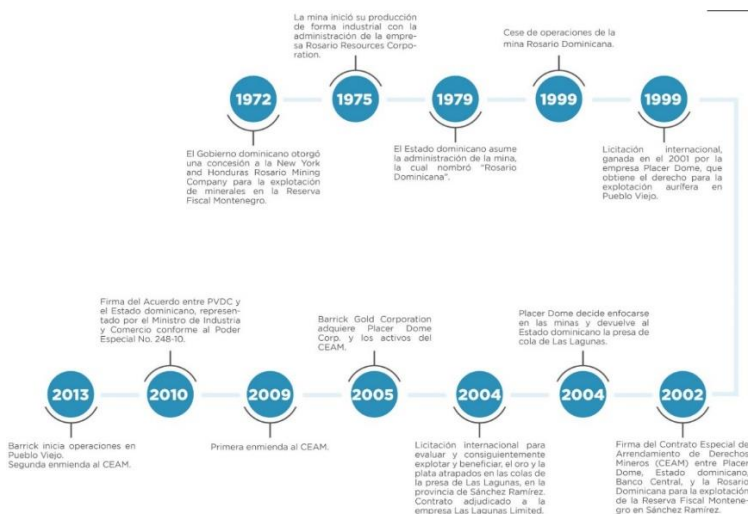 La mina inició su producción
de forma industrial con la
administración de la empre-
sa Rosario Resources Corpo-
ration.
Cese de operaciones de la
mina Rosario Dominicana.
1972
1975
1979
1999
1999
El Gobierno dominicano otorgó
una concesión a la New York
and Honduras Rosario Mining
Company para la explotación
de minerales en la Reserva
Fiscal Montenegro.
El Estado dominicano asume
la administración de la mina,
la cual nombró "Rosario
Dominicana".
Licitación internacional,
ganada en el 2001 por la
empresa Placer Dome, que
obtiene el derecho para la
explotación aurífera en
Pueblo Viejo.
Firma del Acuerdo entre PVDC y
el Estado dominicano, represen-
tado por el Ministro de Industria
y Comercio conforme al Poder
Especial No. 248-10.
Barrick Gold Corporation
adquiere Placer Dome
Corp. y los activos del
CEAM.
Placer Dome decide enfocarse
en las minas y devuelve al
Estado dominicano la presa de
cola de Las Lagunas.
2013
2010
2009
2005
2004
2004
2002
Barrick inicia operaciones en
Pueblo Viejo.
Segunda enmienda al CEAM.
Primera enmienda al CEAM.
Licitación internacional para
evaluar y consiguientemente
explotar y beneficiar, el oro y la
plata atrapados en las colas de
la presa de Las Lagunas, en la
provincia de Sánchez Ramírez.
Contrato adjudicado a la
empresa Las Lagunas Limited.
Firma del Contrato Especial de
Arrendamiento de Derechos
Mineros (CEAM) entre Placer
Dome, Estado dominicano,
Banco Central, y la Rosario
Dominicana para la explotación
de la Reserva Fiscal Montene-
gro en Sánchez Ramírez.